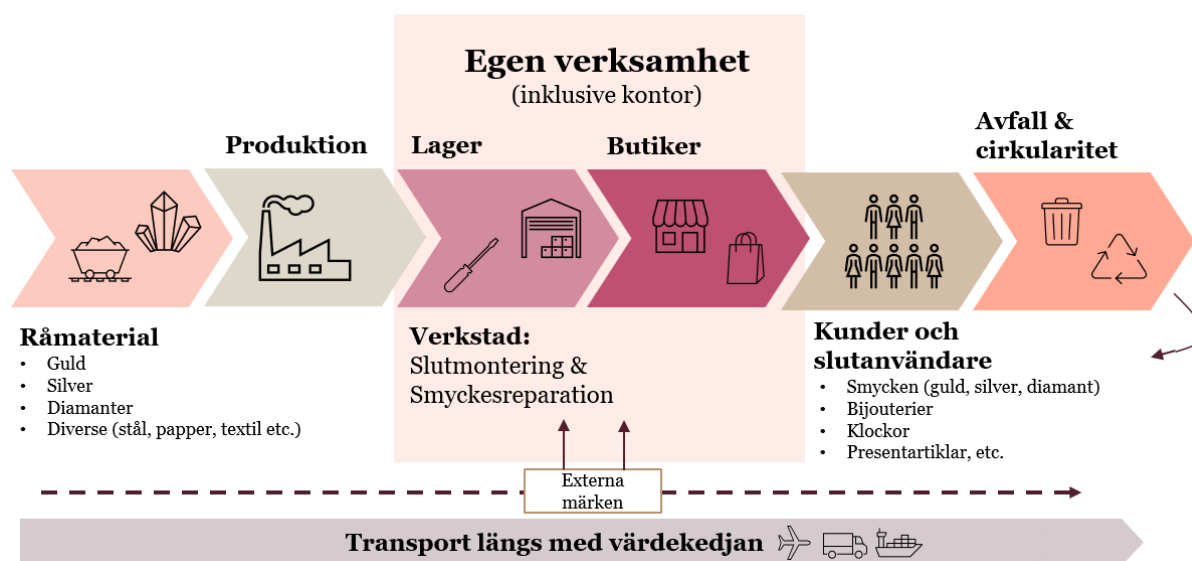 Egen verksamhet
(inklusive kontor)
Produktion
Lager
Butiker
Avfall &
cirkularitet
Råmaterial
• Guld
• Silver
• Diamanter
• Diverse (stål, papper, textil etc.)
Verkstad:
Slutmontering &
Smyckesreparation
Kunder och
slutanvändare
• Smycken (guld, silver, diamant)
• Bijouterier
• Klockor
• Presentartiklar, etc.
Externa
märken
Transport längs med värdekedjan